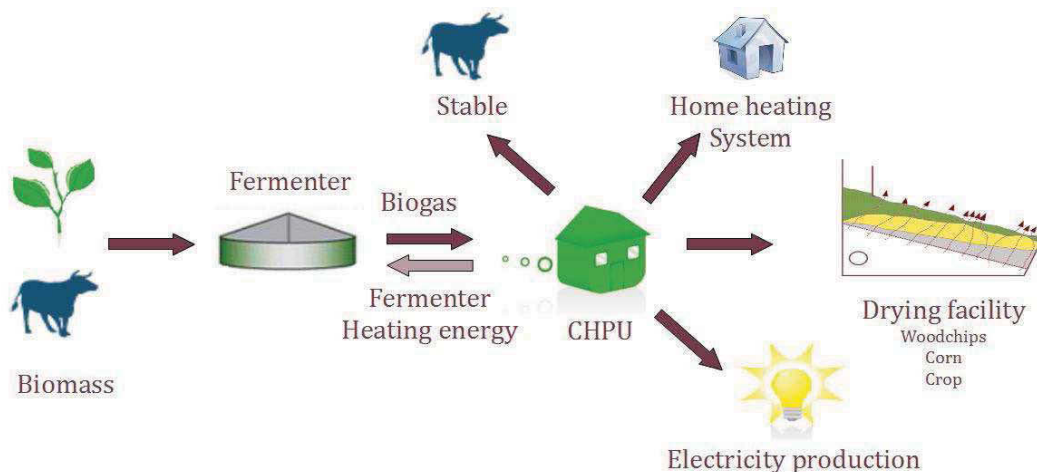 Stable
Home heating
System
Fermenter
Biogas
Fermenter
Heating energy
CHPU
Biomass
Drying facility
Woodchips
Corn
Crop
Electricity production